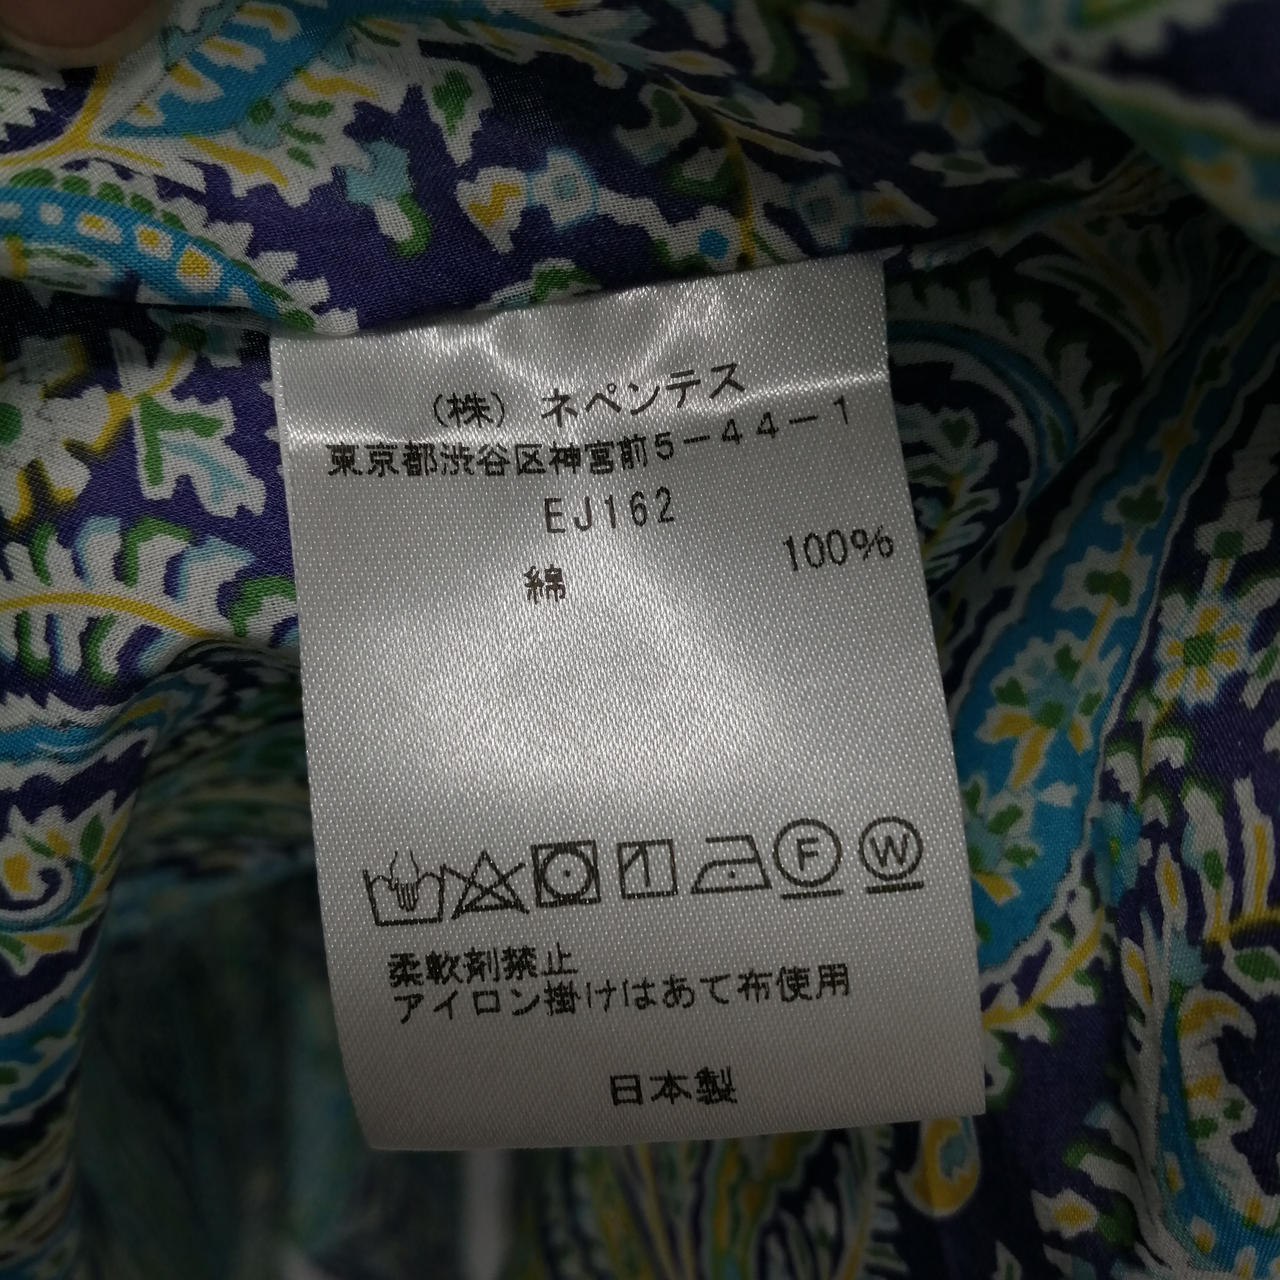 （株）ネペンテス
東京都渋谷区神宮前5－44－1
EJ162
綿 100%
F W
柔軟剤禁止
アイロン掛けはあて布使用
日本製